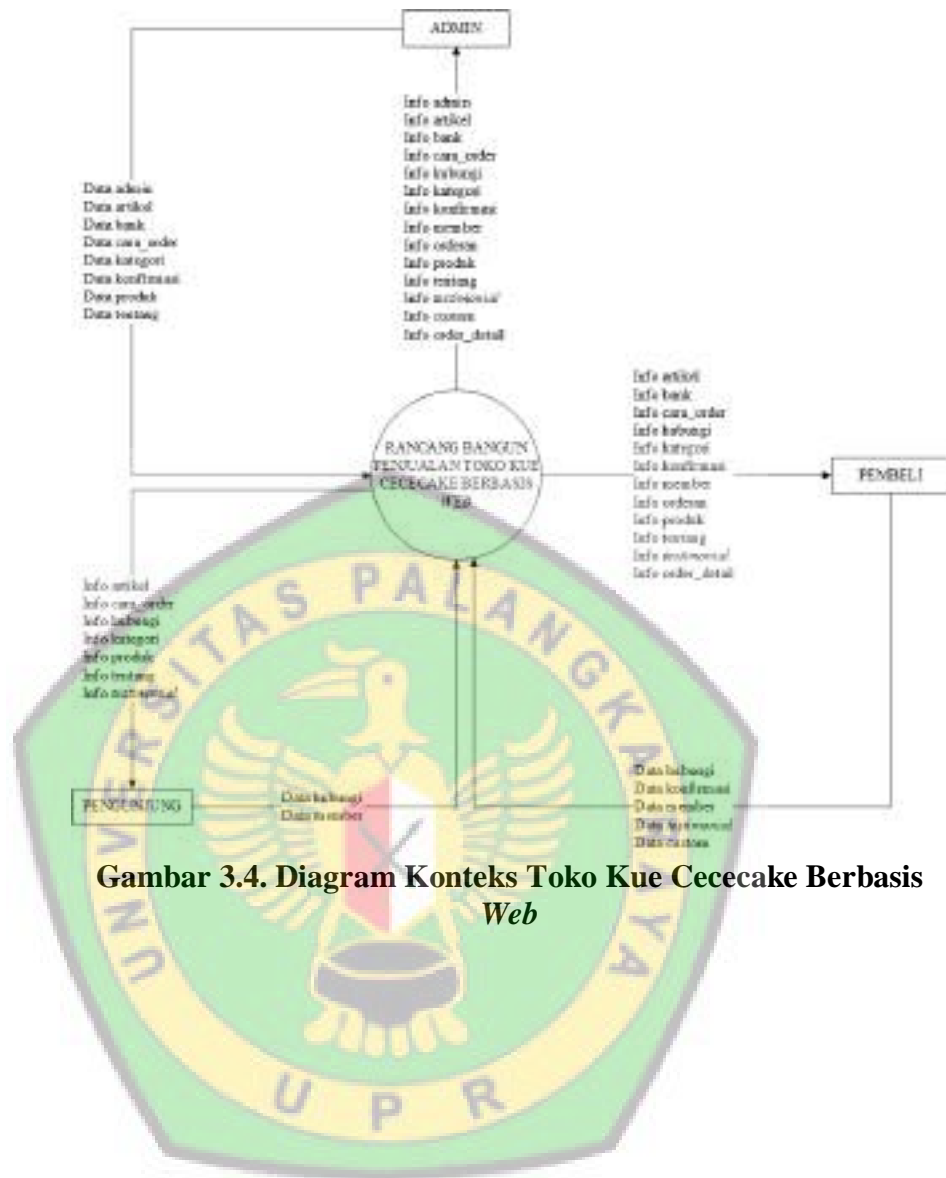 ADMIN
Info admin
Info artikel
Info bank
Info cara_order
Info hubungi
Info kategori
Info konfirmasi
Info member
Info orderan
Info produk
Info tentang
Info testimonial
Info custom
Info order_detail
Data admin
Data artikel
Data bank
Data cara_order
Data kategori
Data konfirmasi
Data produk
Data tentang
RANCANG BANGUN
PENJUALAN TOKO KUE
CECECAKE BERBASIS
WEB
Info artikel
Info bank
Info cara_order
Info hubungi
Info kategori
Info konfirmasi
Info member
Info orderan
Info produk
Info tentang
Info testimonial
Info order_detail
PEMBELI
Info artikel
Info cara_order
Info hubungi
Info kategori
Info produk
Info tentang
Info testimonial
PENGUNJUNG
Data hubungi
Data member
Data hubungi
Data konfirmasi
Data member
Data testimonial
Data custom
Gambar 3.4. Diagram Konteks Toko Kue Cececake Berbasis
Web
UNIVERSITAS PALANGKA RAYA
UPR